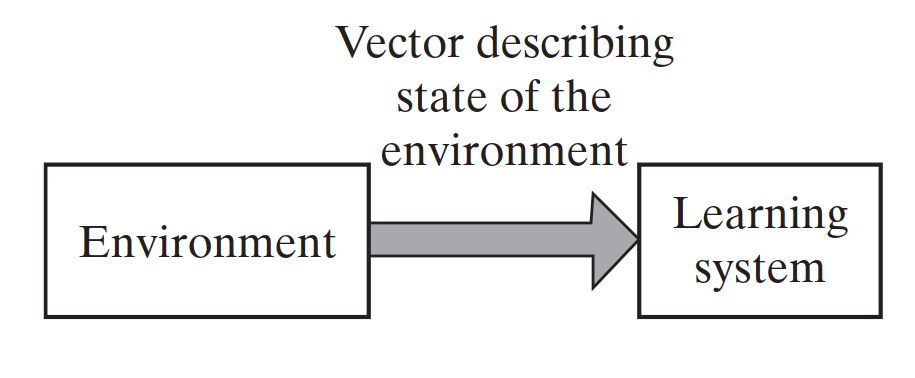 Vector describing
state of the
environment
Environment
Learning
system